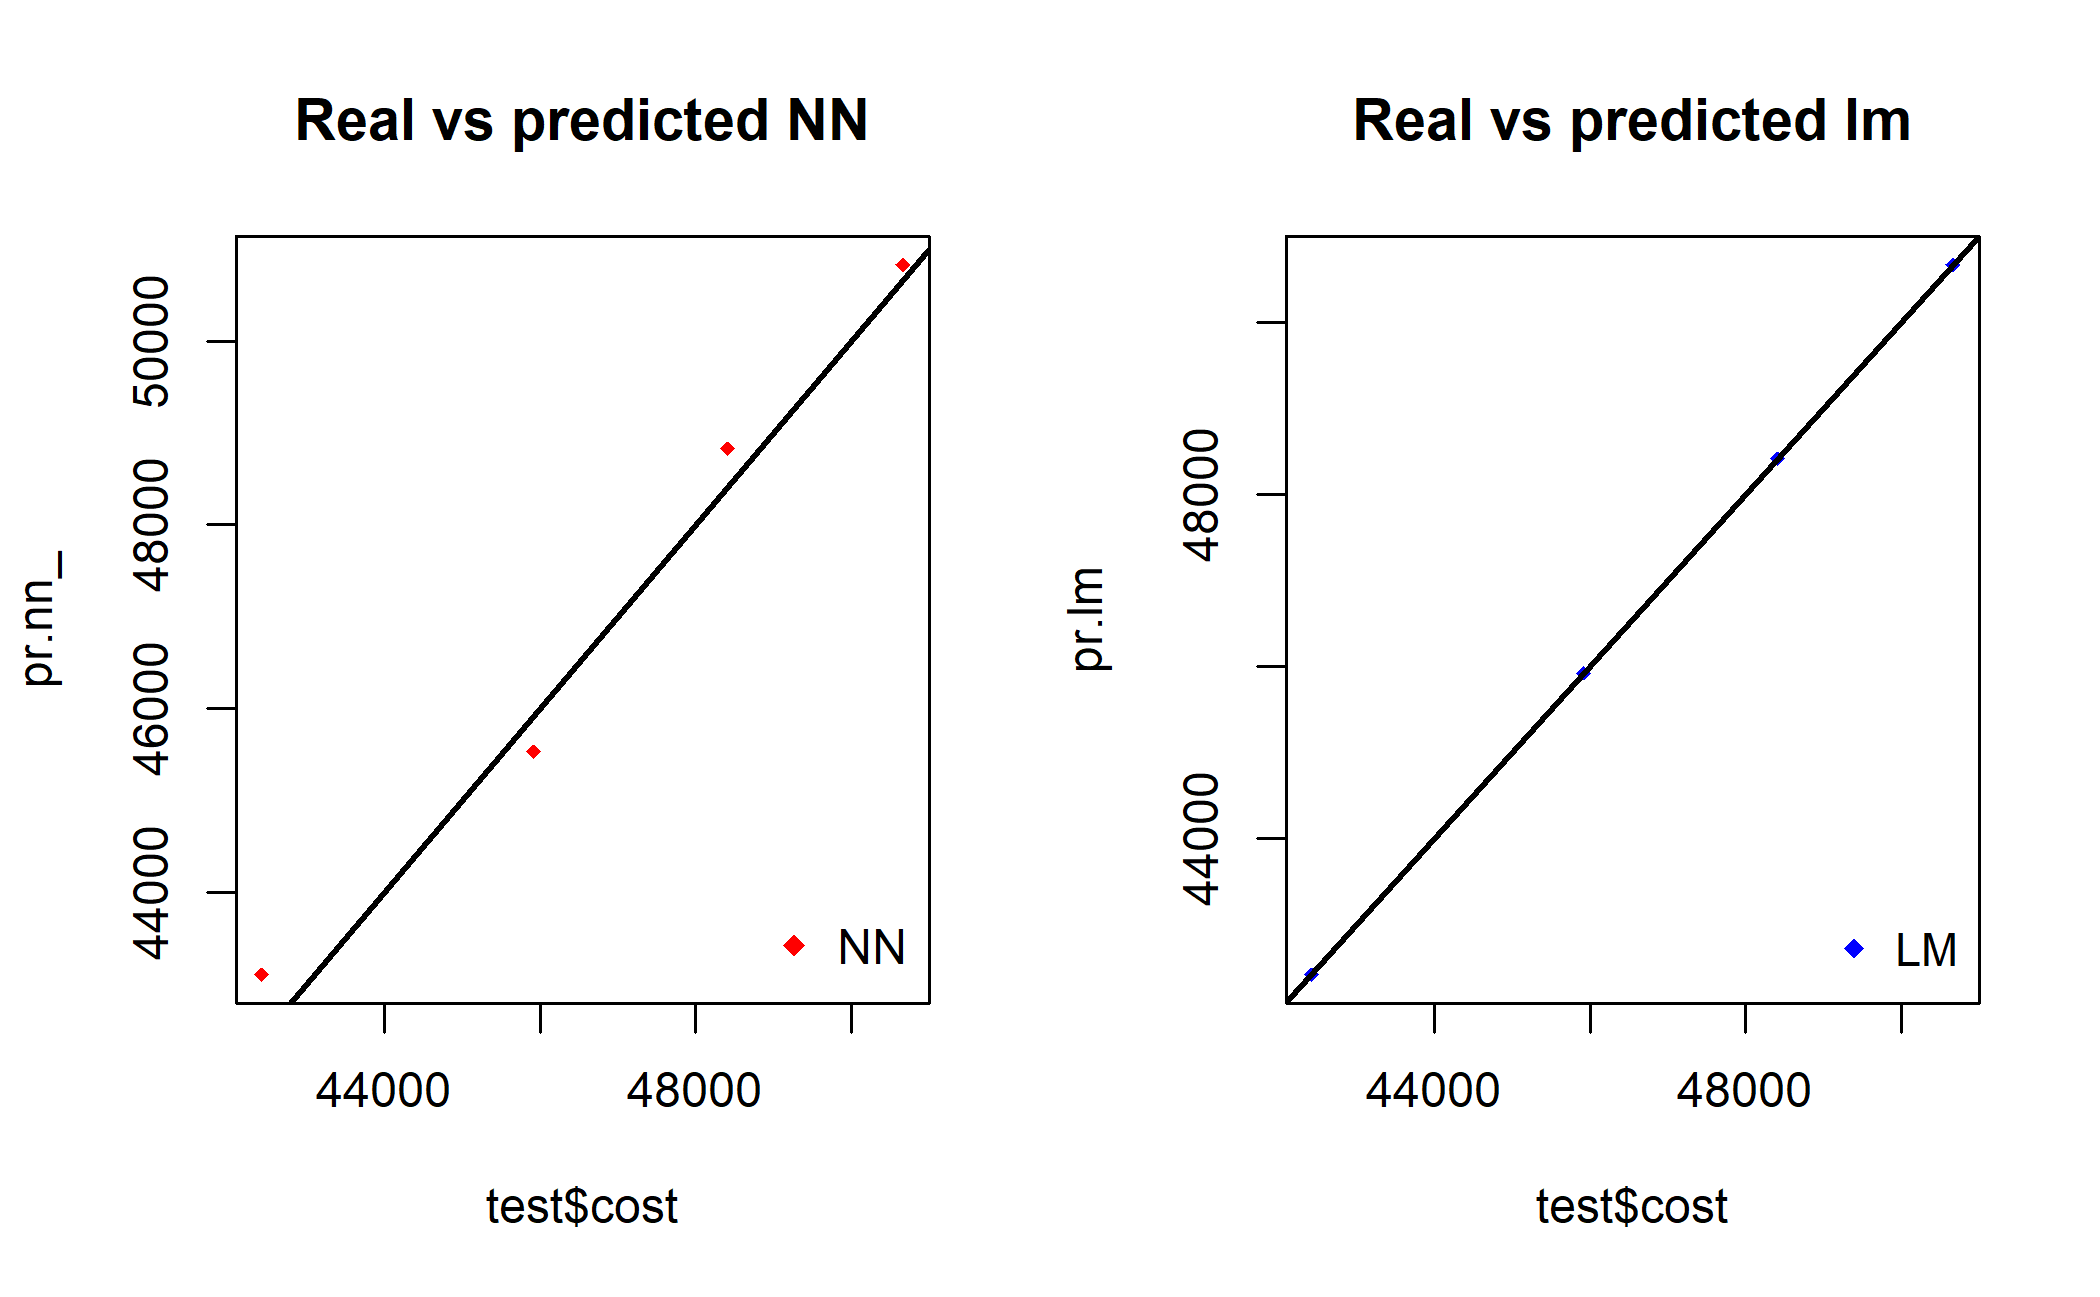 Real vs predicted NN
50000
48000
46000
44000
pr.nn_
NN
44000 48000
test$cost
Real vs predicted lm
48000
44000
pr.lm
LM
44000 48000
test$cost